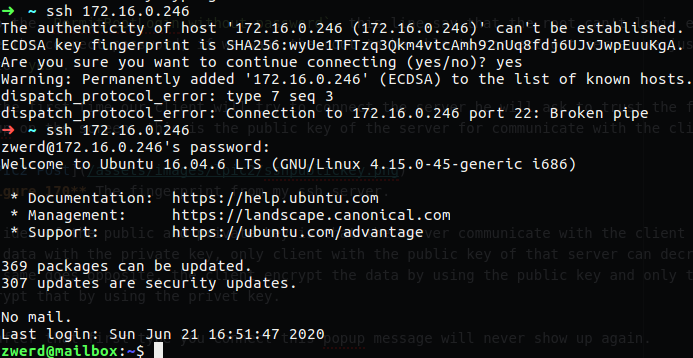 ➜ ~ ssh 172.16.0.246
The authenticity of host '172.16.0.246 (172.16.0.246)' can't be established.
ECDSA key fingerprint is SHA256:wyUe1TFTzq3Qkm4vtcAmh92nUq8fdj6UJvJwpEuuKgA.
Are you sure you want to continue connecting (yes/no)? yes
Warning: Permanently added '172.16.0.246' (ECDSA) to the list of known hosts.
dispatch_protocol_error: type 7 seq 3
dispatch_protocol_error: Connection to 172.16.0.246 port 22: Broken pipe
➜ ~ ssh 172.16.0.246
zwerd@172.16.0.246's password:
Welcome to Ubuntu 16.04.6 LTS (GNU/Linux 4.15.0-45-generic i686)
* Documentation: https://help.ubuntu.com
* Management: https://landscape.canonical.com
* Support: https://ubuntu.com/advantage
369 packages can be updated.
307 updates are security updates.
No mail.
Last login: Sun Jun 21 16:51:47 2020
zwerd@mailbox:~$